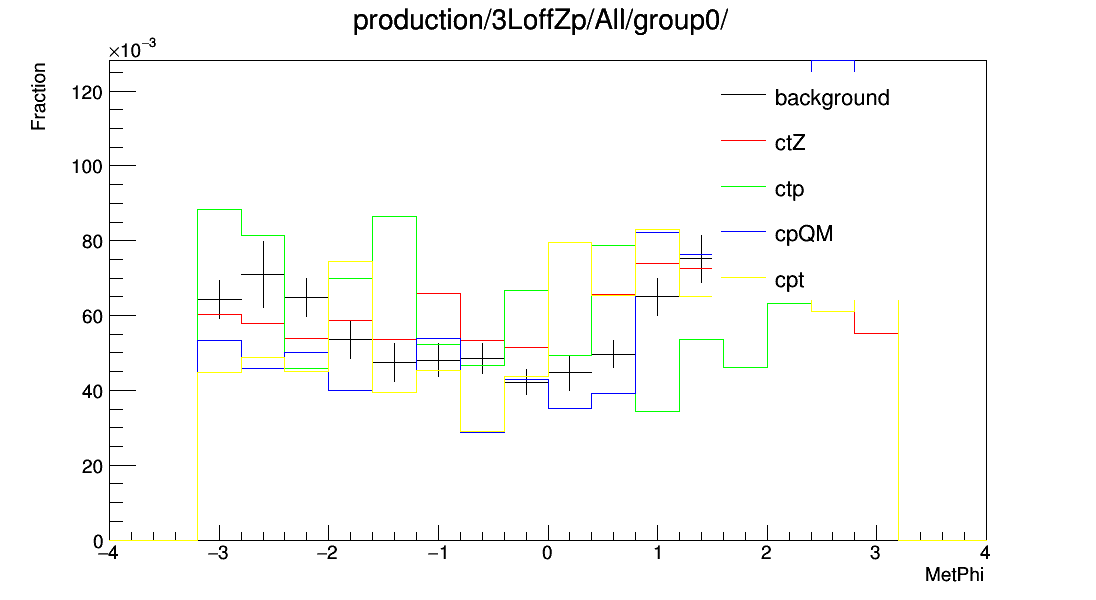 production/3LoffZp/All/group0/
×10⁻³
Fraction
120
100
80
60
40
20
0
background
ctZ
ctp
cpQM
cpt
−4 −3 −2 −1 0 1 2 3 4
MetPhi